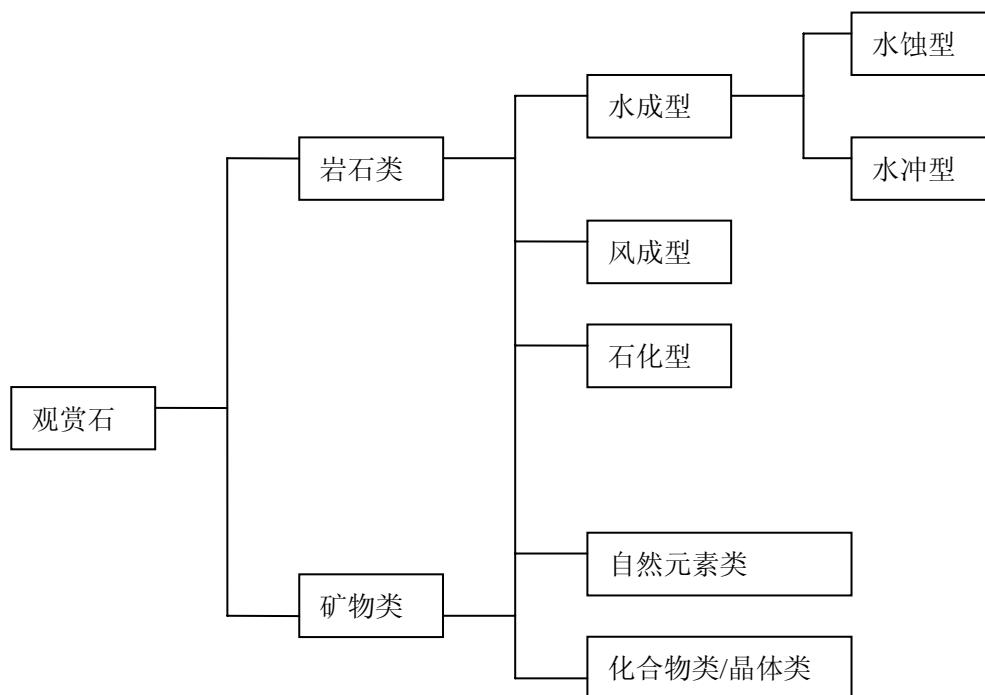 水蚀型
水成型
水冲型
岩石类
风成型
石化型
观赏石
自然元素类
矿物类
化合物类/晶体类